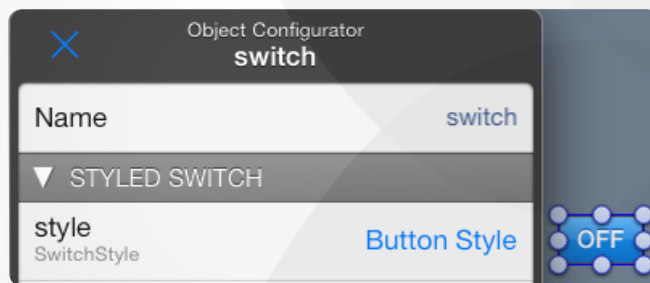 Object Configurator
switch
Name switch
STYLED SWITCH
style
SwitchStyle
Button Style
OFF